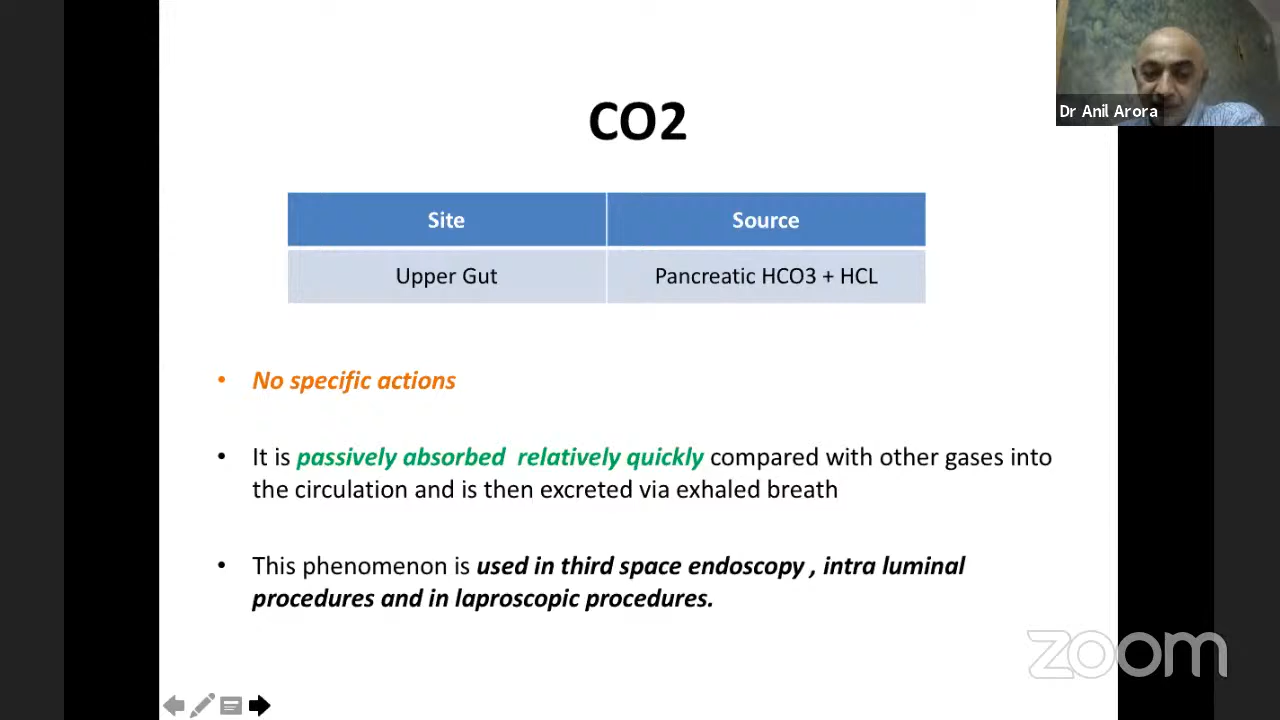 Dr Anil Arora
CO2
Site Source
Upper Gut Pancreatic HCO3 + HCL
• No specific actions
• It is passively absorbed relatively quickly compared with other gases into
the circulation and is then excreted via exhaled breath
• This phenomenon is used in third space endoscopy , intra luminal
procedures and in laproscopic procedures.
zoom